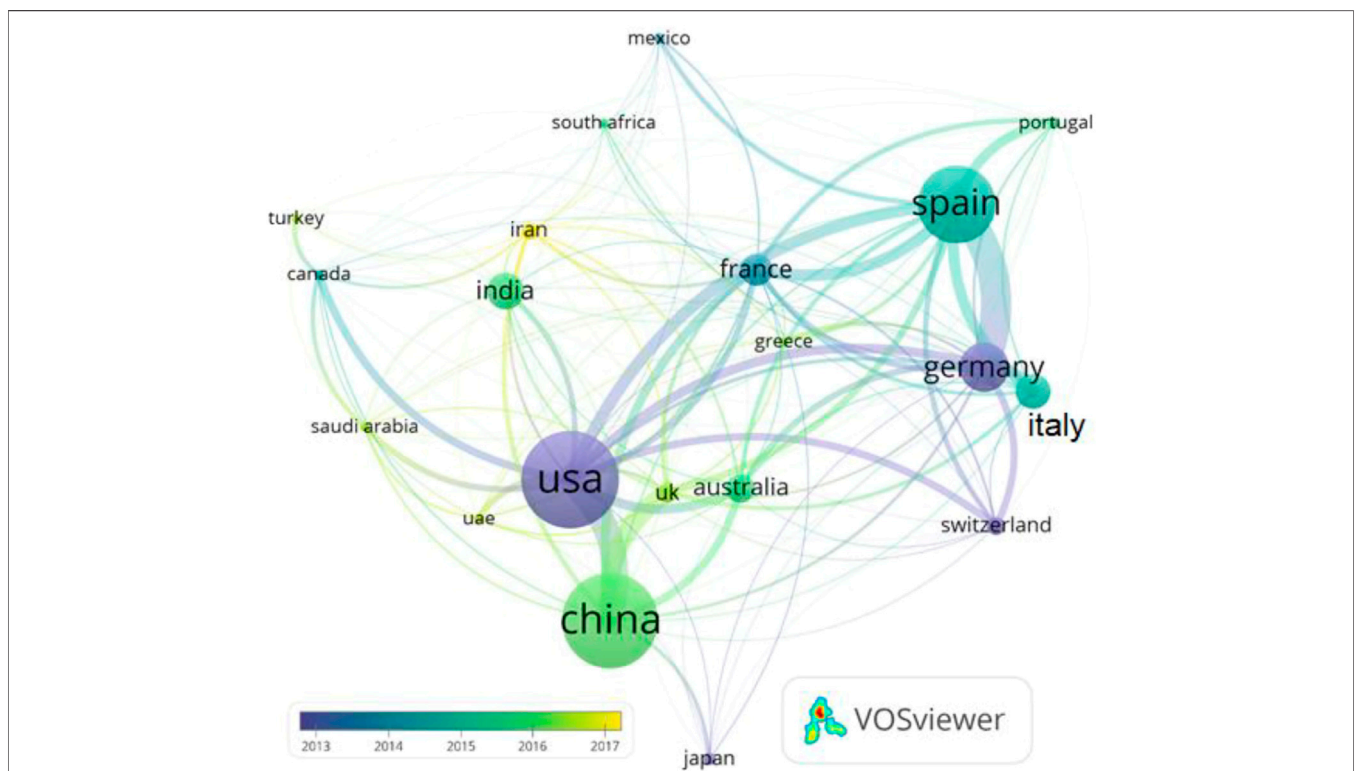 mexico
south africa
portugal
turkey
spain
iran
canada
france
india
greece
germany
italy
saudi arabia
usa
uk
australia
uae
switzerland
china
VOSviewer
2013 2014 2015 2016 2017
japan